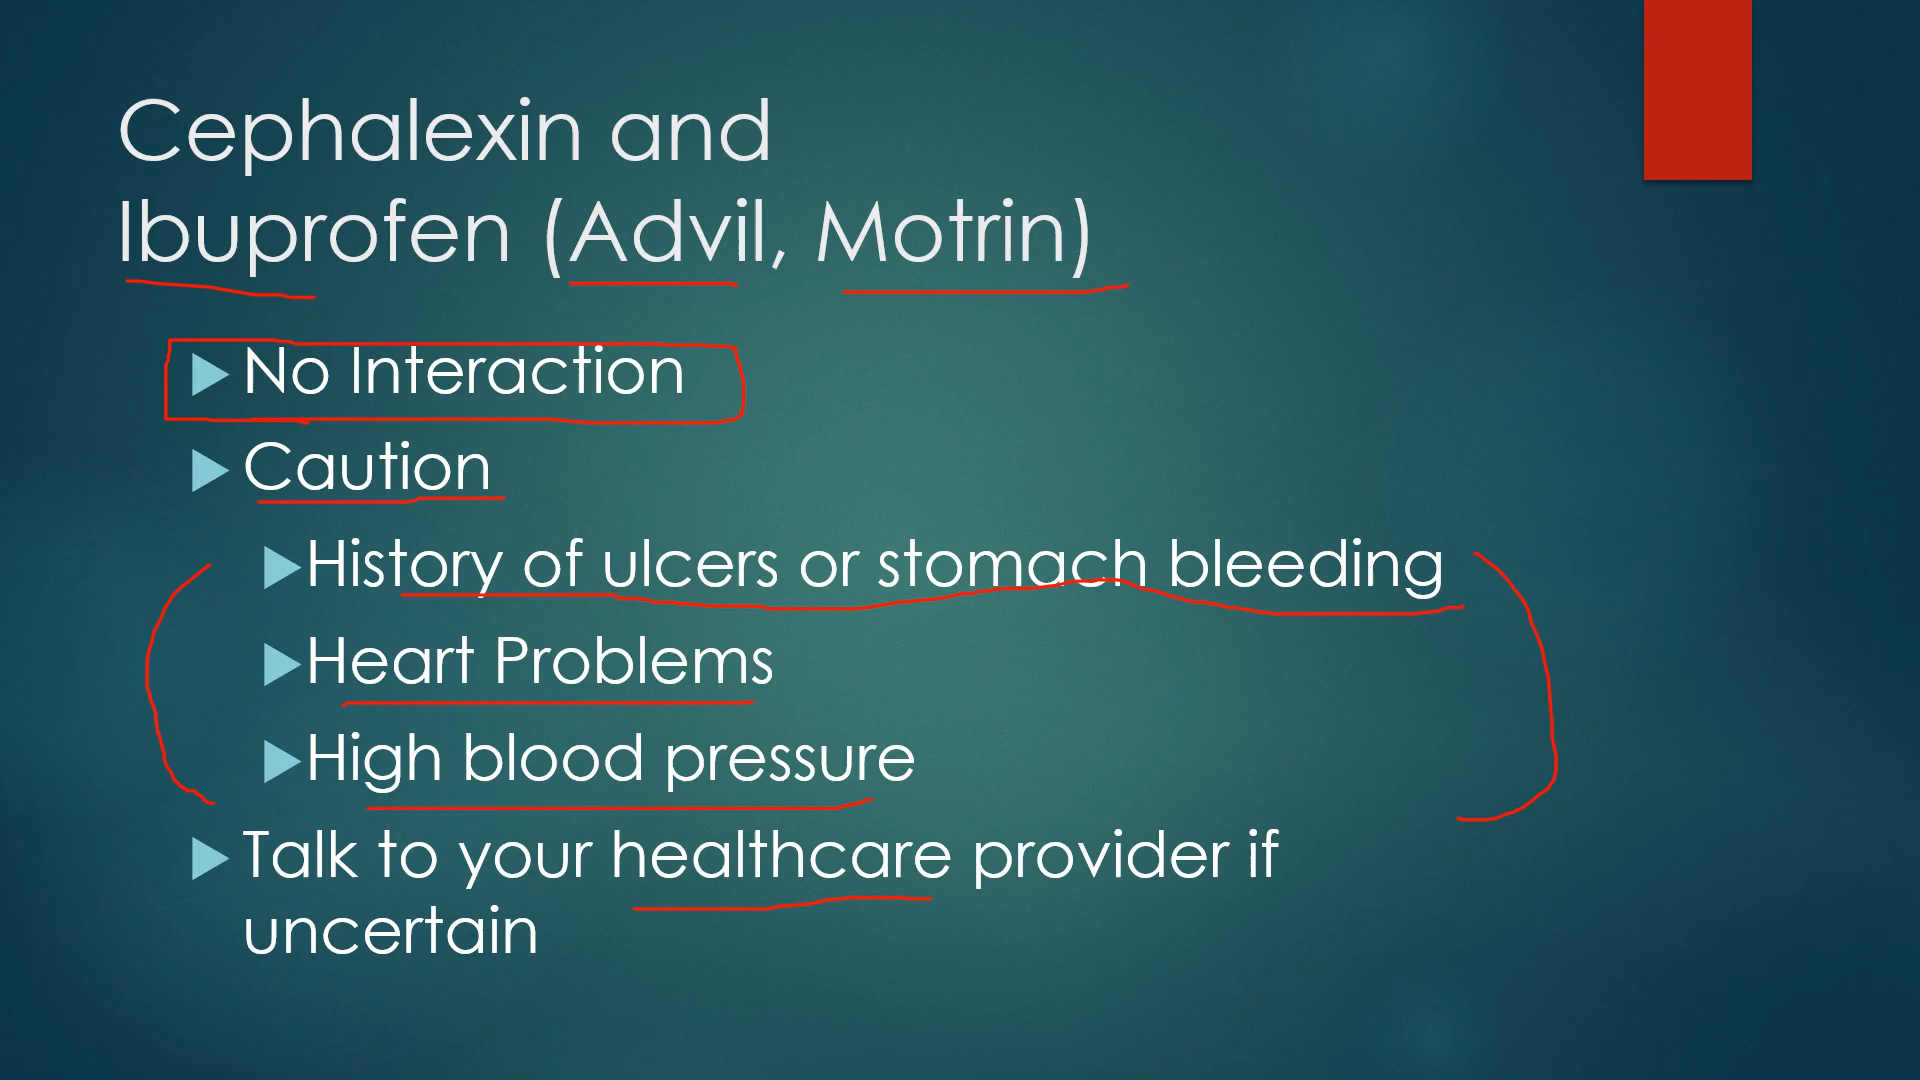 Cephalexin and
Ibuprofen (Advil, Motrin)
No Interaction
Caution
History of ulcers or stomach bleeding
Heart Problems
High blood pressure
Talk to your healthcare provider if
uncertain